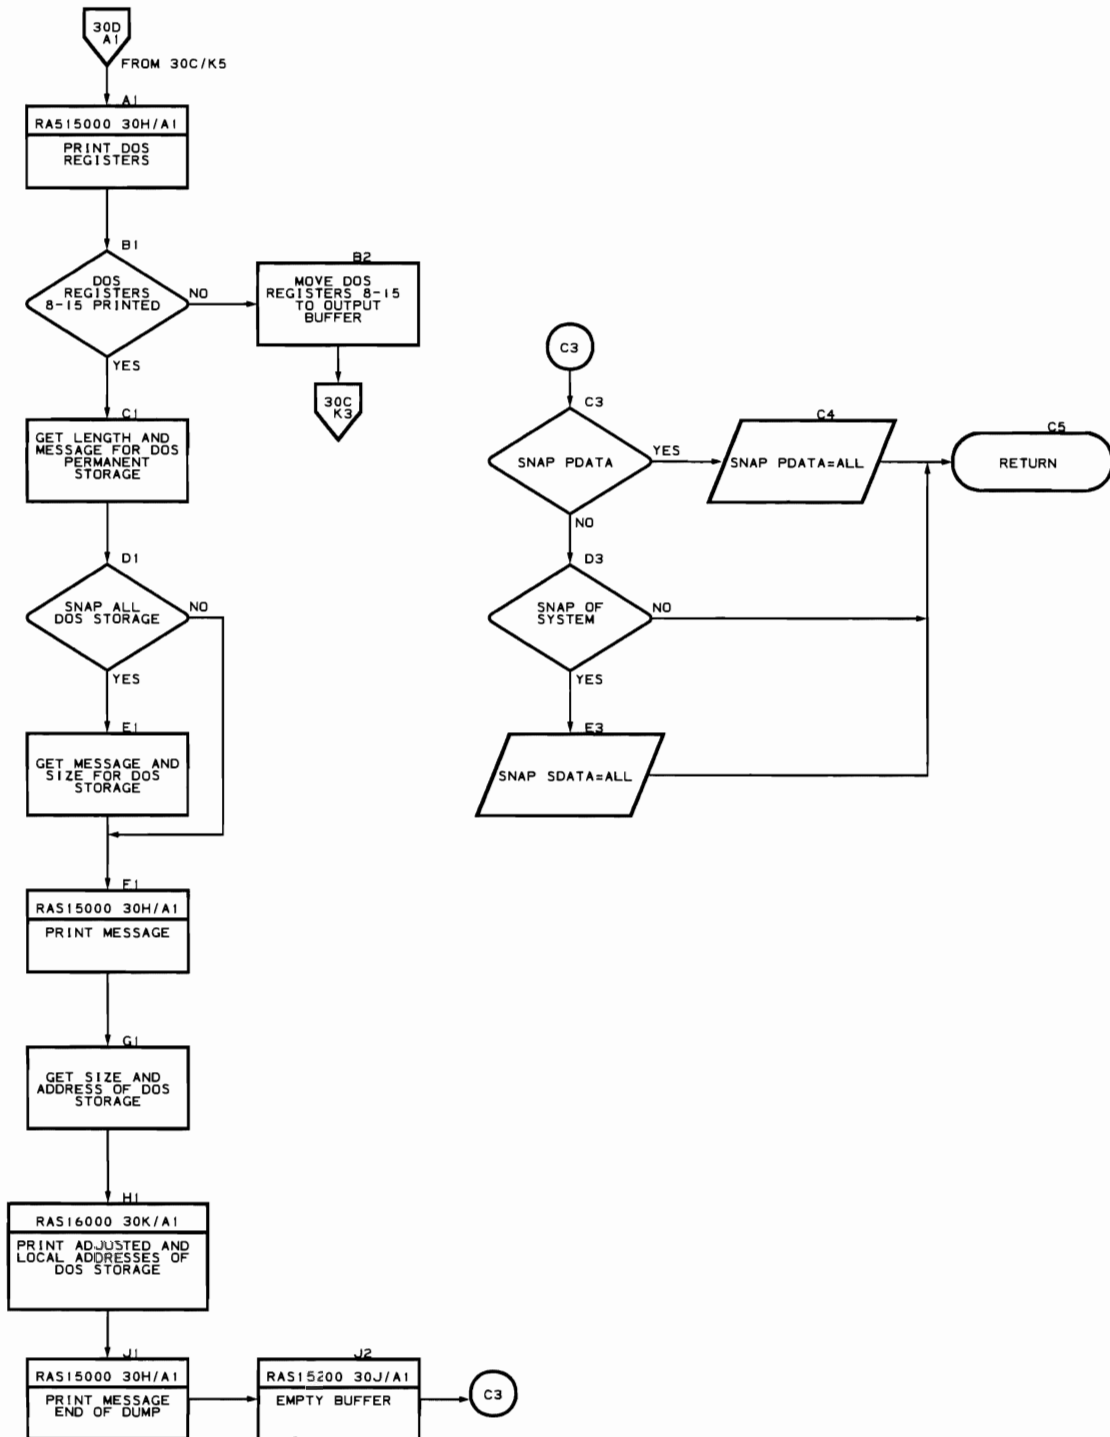 30D
A1
FROM 30C/K5
A1
RAS15000 30H/A1
PRINT DOS
REGISTERS
B1
DOS
REGISTERS
8-15 PRINTED
NO
YES
B2
MOVE DOS
REGISTERS 8-15
TO OUTPUT
BUFFER
30C
K3
C1
GET LENGTH AND
MESSAGE FOR DOS
PERMANENT
STORAGE
D1
SNAP ALL
DOS STORAGE
NO
YES
E1
GET MESSAGE AND
SIZE FOR DOS
STORAGE
F1
RAS15000 30H/A1
PRINT MESSAGE
G1
GET SIZE AND
ADDRESS OF DOS
STORAGE
H1
RAS16000 30K/A1
PRINT ADJUSTED AND
LOCAL ADDRESSES OF
DOS STORAGE
J1
RAS15000 30H/A1
PRINT MESSAGE
END OF DUMP
J2
RAS15200 30J/A1
EMPTY BUFFER
C3
C3
C3
SNAP PDATA
YES
NO
C4
SNAP PDATA=ALL
C5
RETURN
D3
SNAP OF
SYSTEM
NO
YES
E3
SNAP SDATA=ALL